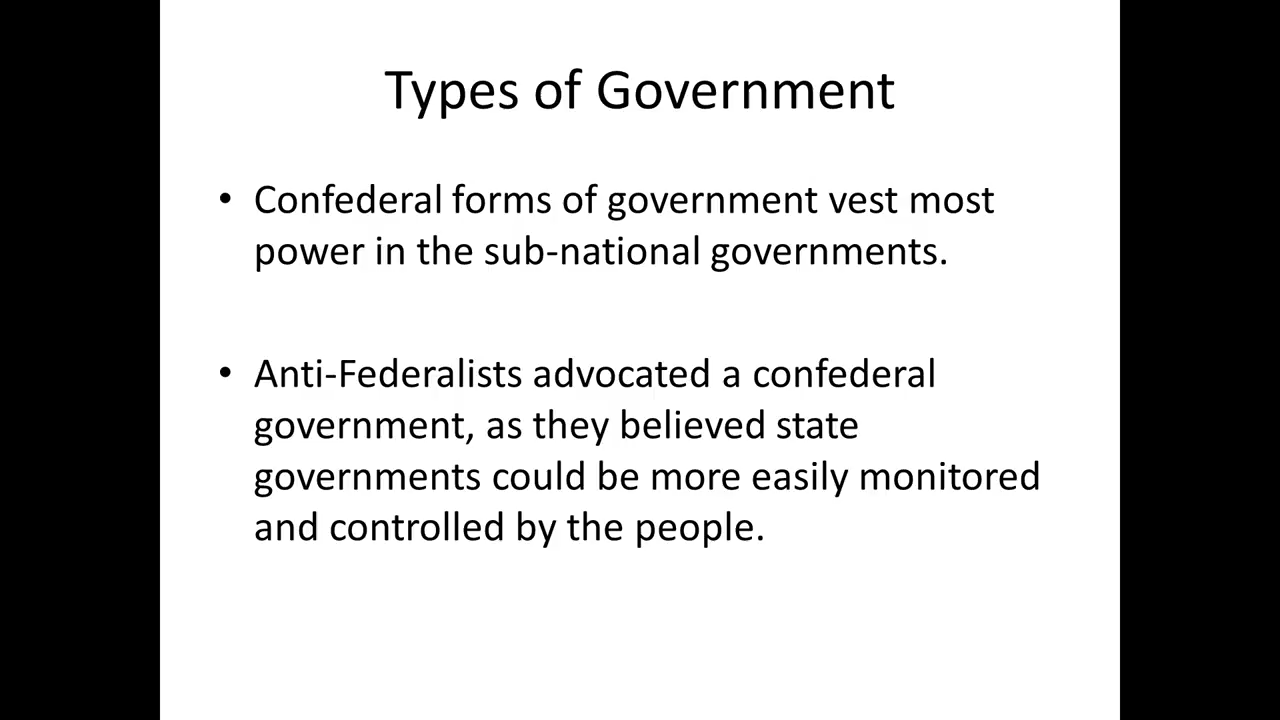 Types of Government
• Confederal forms of government vest most
power in the sub-national governments.
• Anti-Federalists advocated a confederal
government, as they believed state
governments could be more easily monitored
and controlled by the people.